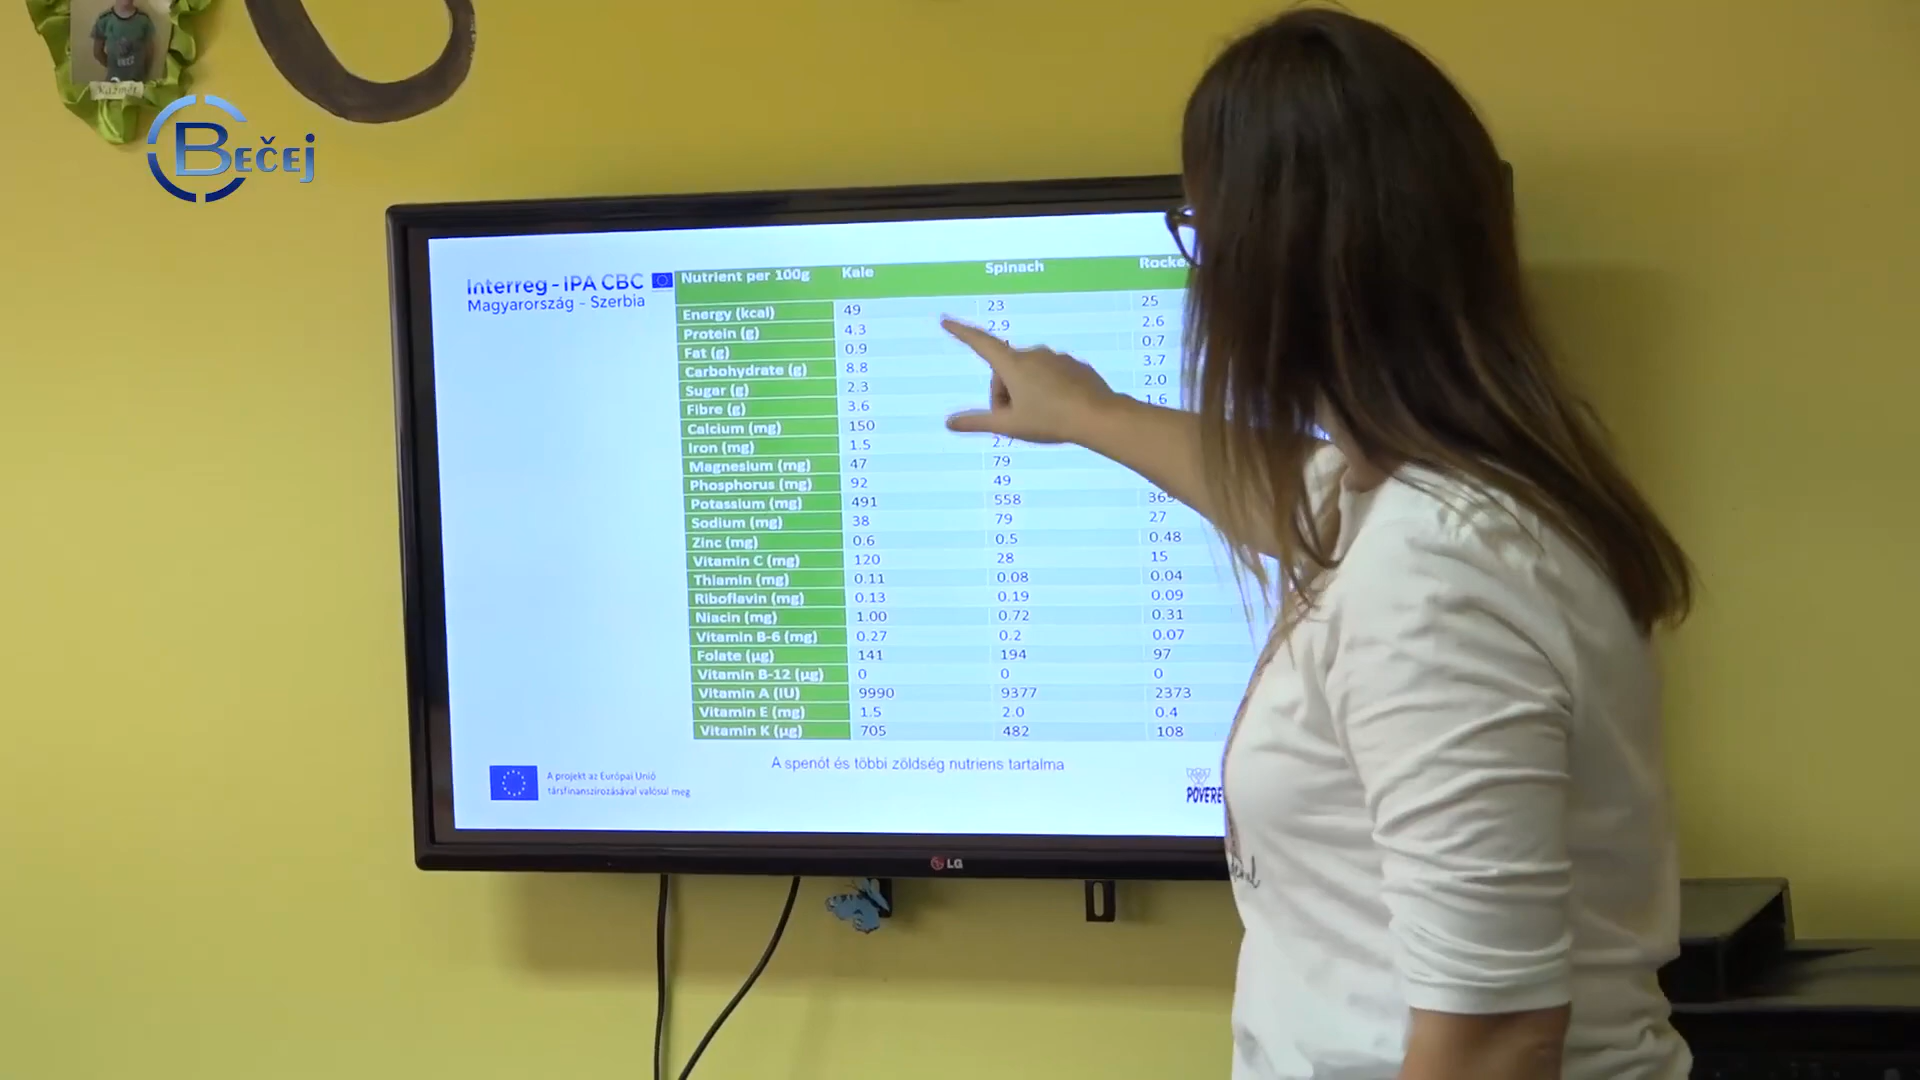 BEČEJ
Interreg - IPA CBC
Magyarország - Szerbia
Nutrient per 100g Kale Spinach
Energy (kcal) 49 23 25
Protein (g) 4.3 2.9 2.6
Fat (g) 0.9 0.7
Carbohydrate (g) 8.8 3.7
Sugar (g) 2.3 2.0
Fibre (g) 3.6 1.6
Calcium (mg) 150
Iron (mg) 1.5 2.7
Magnesium (mg) 47 79
Phosphorus (mg) 92 49
Potassium (mg) 491 558
Sodium (mg) 38 79 27
Zinc (mg) 0.6 0.5 0.48
Vitamin C (mg) 120 28 15
Thiamin (mg) 0.11 0.08 0.04
Riboflavin (mg) 0.13 0.19 0.09
Niacin (mg) 1.00 0.72 0.31
Vitamin B-6 (mg) 0.27 0.2 0.07
Folate (µg) 141 194 97
Vitamin B-12 (µg) 0 0 0
Vitamin A (IU) 9990 9377 2373
Vitamin E (mg) 1.5 2.0 0.4
Vitamin K (µg) 705 482 108
A spenót és többi zöldség nutriens tartalma
A projekt az Európai Unió
társfinanszírozásával valósul meg
LG